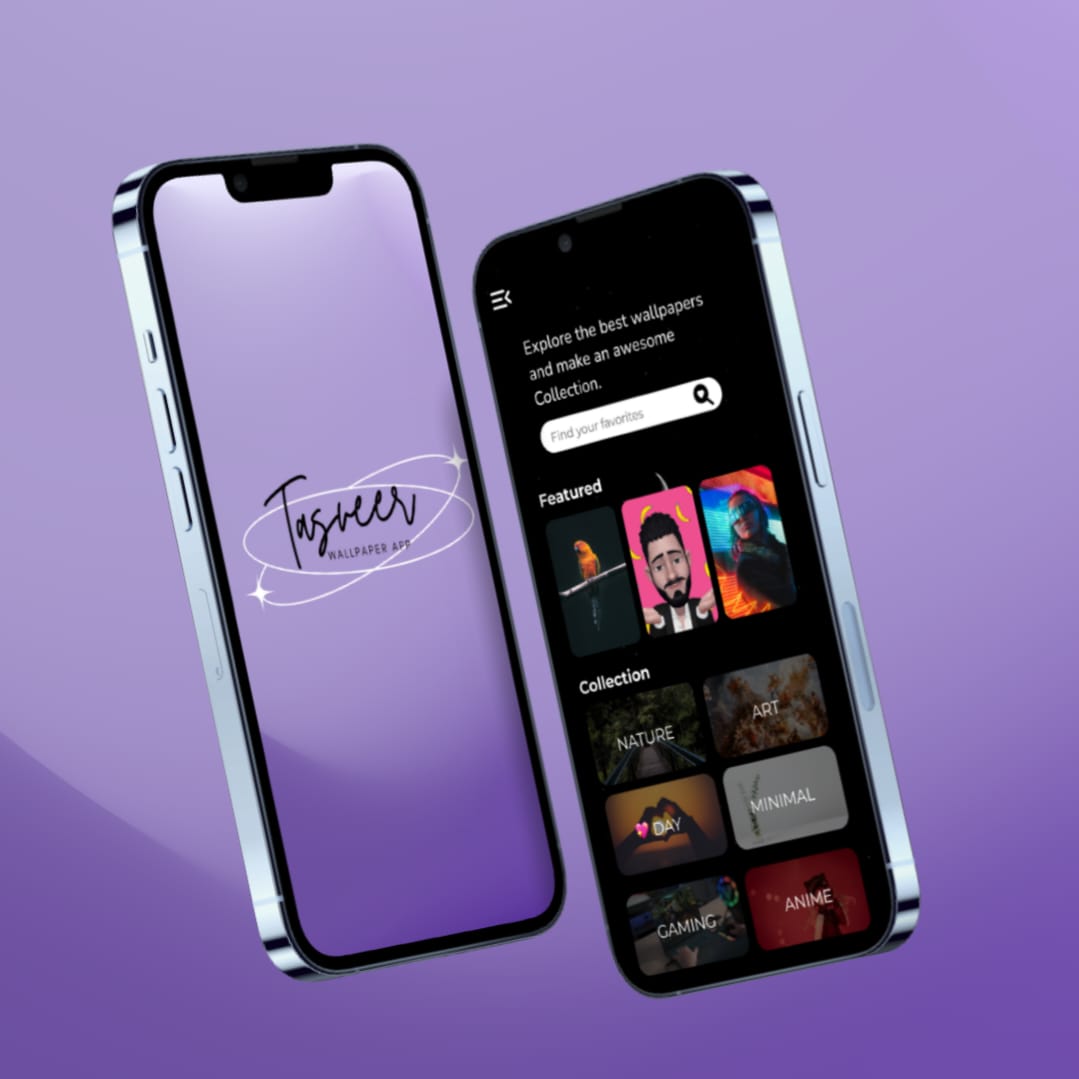 Tasveer
WALLPAPER APP
Explore the best wallpapers
and make an awesome
Collection.
Find your favorites
Featured
Collection
NATURE
ART
💖 DAY
MINIMAL
GAMING
ANIME